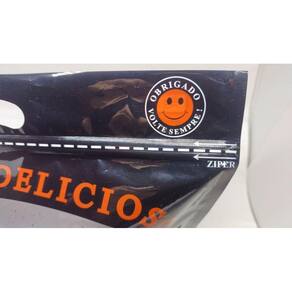 OBRIGADO
VOLTE SEMPRE!
ZIPER
DELICIOS